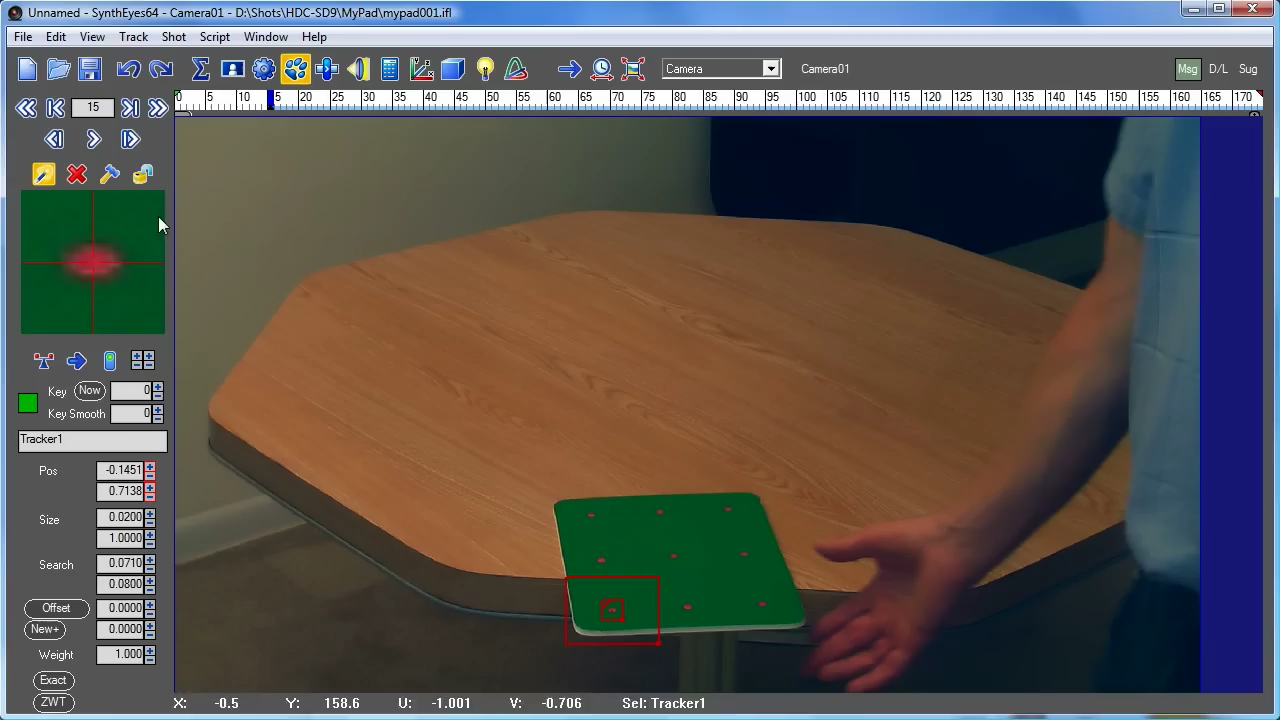 Unnamed - SynthEyes64 - Camera01 - D:\Shots\HDC-SD9\MyPad\mypad001.ifl
File Edit View Track Shot Script Window Help
Camera Camera01 Msg D/L Sug
15 0 5 10 5 20 25 30 35 40 45 50 55 60 65 70 75 80 85 90 95 100 105 110 115 120 125 130 135 140 145 150 155 160 165 170
Key Now 0
Key Smooth 0
Tracker1
Pos -0.1451
0.7138
Size 0.0200
1.0000
Search 0.0710
0.0800
Offset 0.0000
New+ 0.0000
Weight 1.000
Exact
ZWT
X: -0.5 Y: 158.6 U: -1.001 V: -0.706 Sel: Tracker1